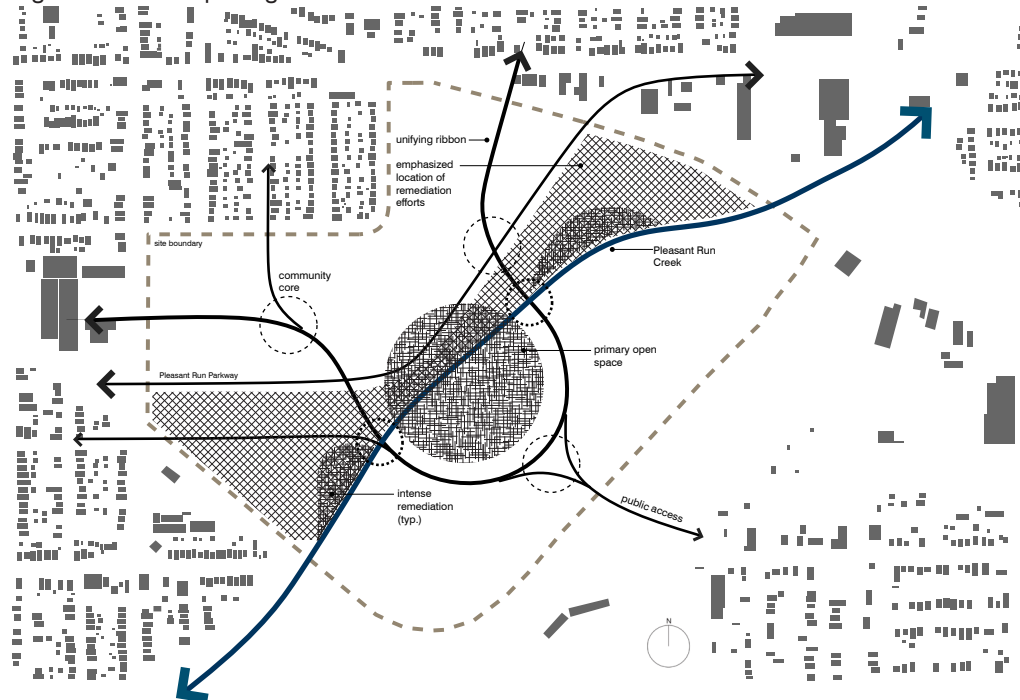 unifying ribbon
emphasized
location of
remediation
efforts
site boundary
Pleasant Run
Creek
community
core
primary open
space
Pleasant Run Parkway
intense
remediation
(typ.)
public access
N